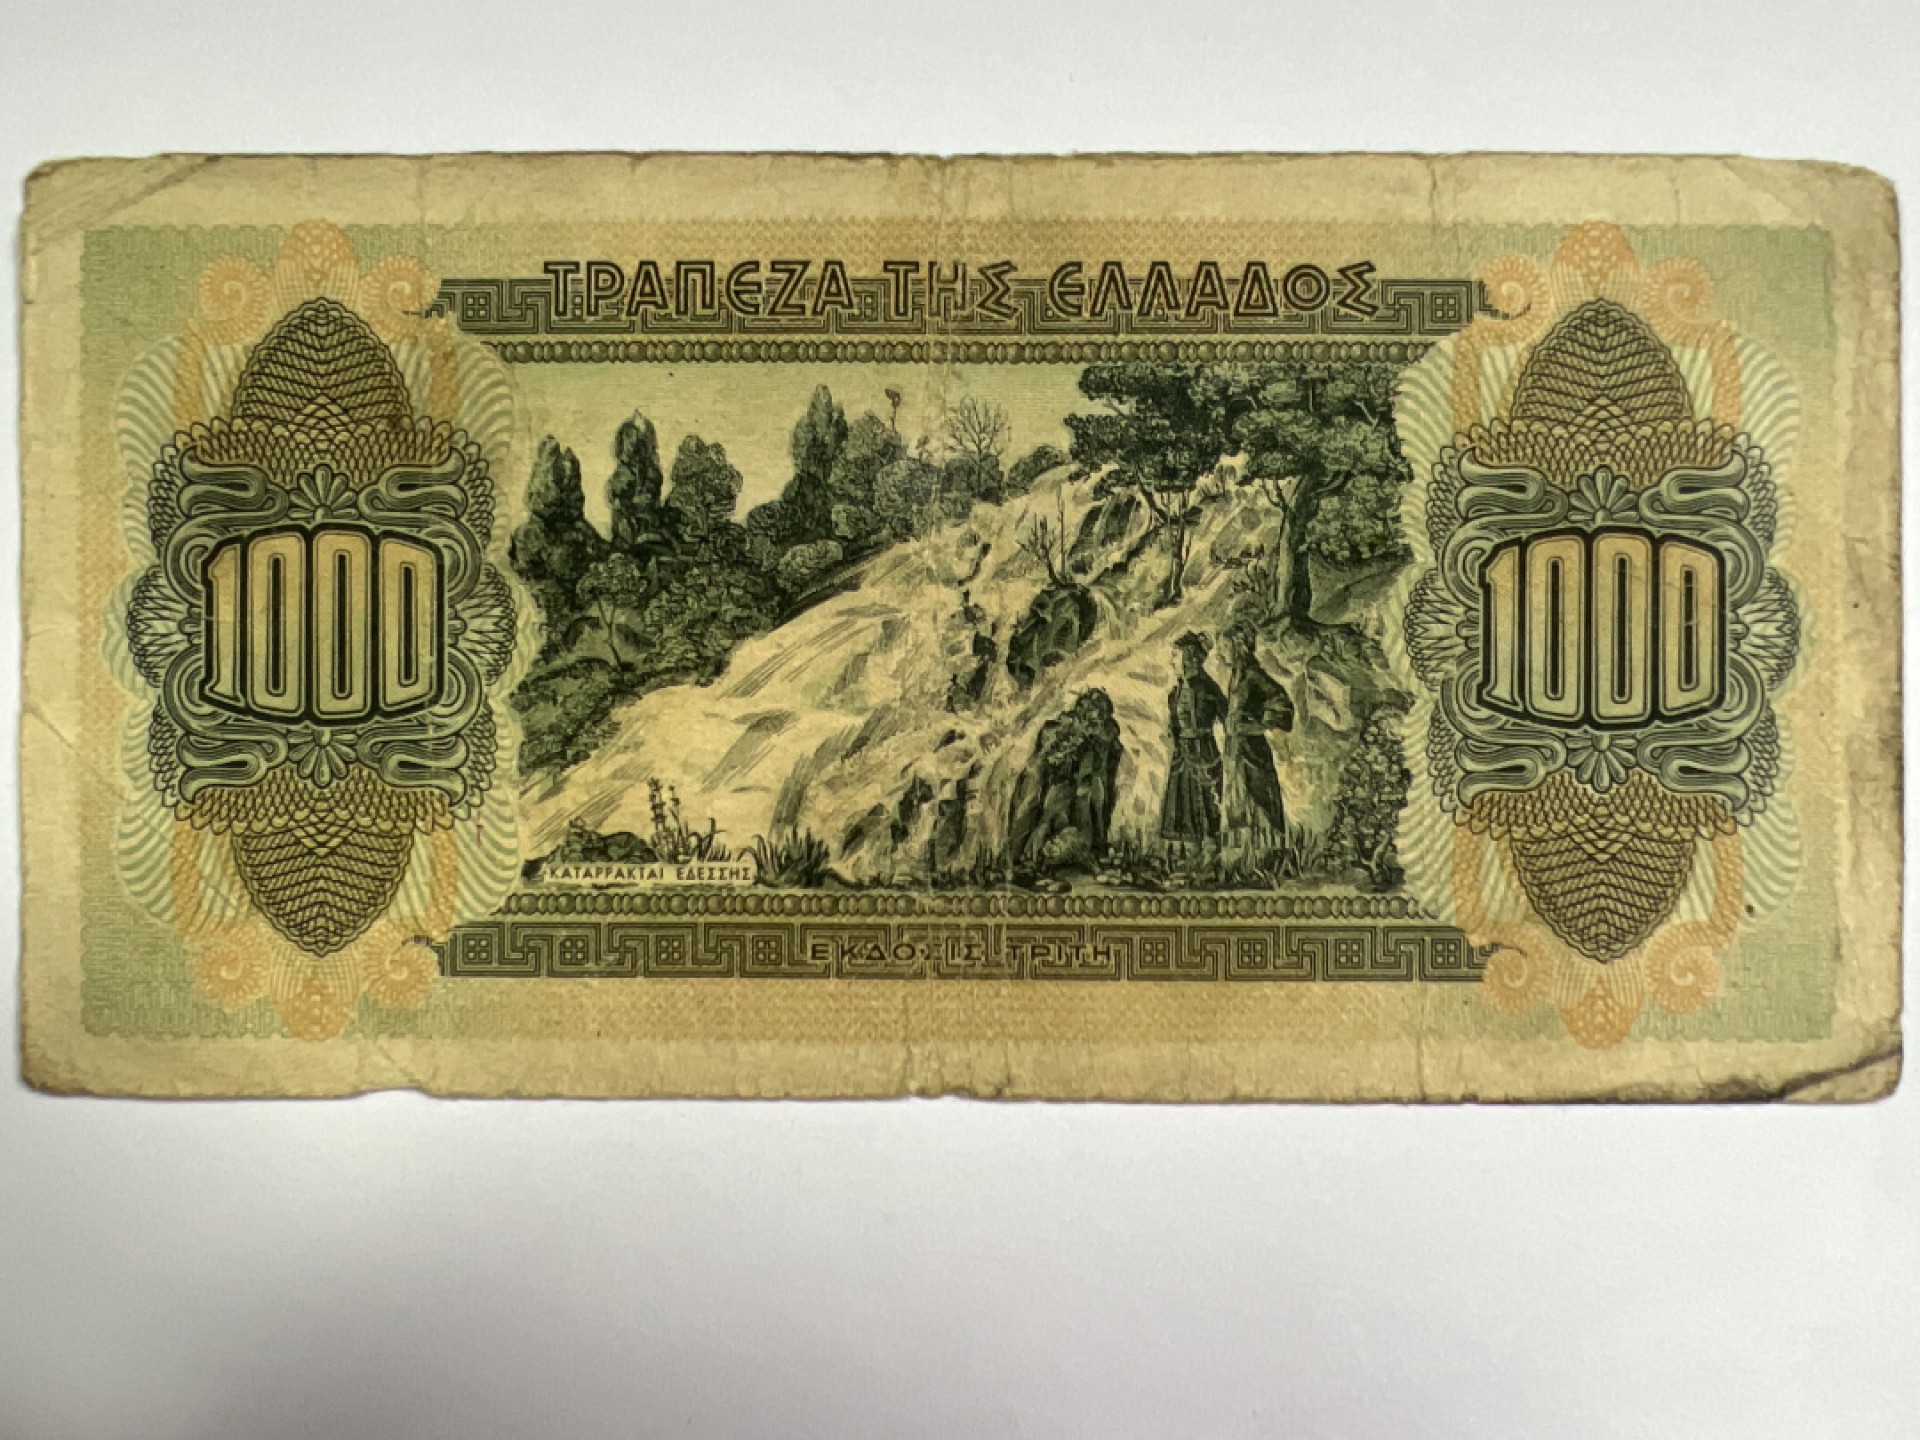 ΤΡΑΠΕΖΑ ΤΗΣ ΕΛΛΑΔΟΣ
1000 1000
ΚΑΤΑΡΡΑΚΤΑΙ ΕΔΕΣΣΗΣ
ΕΚΔΟΣΙΣ ΤΡΙΤΗ